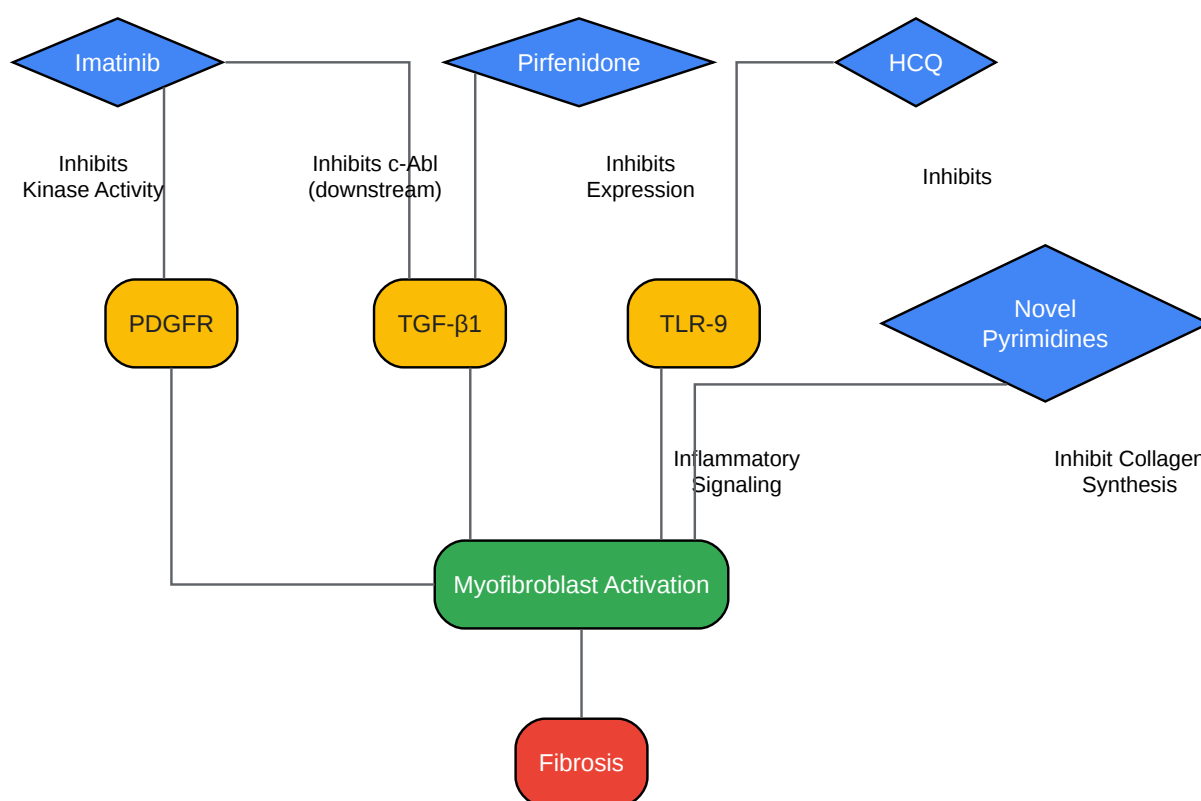 Imatinib
Pirfenidone
HCQ
Inhibits
Kinase Activity
Inhibits c-Abl
(downstream)
Inhibits
Expression
Inhibits
PDGFR
TGF-β1
TLR-9
Novel
Pyrimidines
Inflammatory
Signaling
Inhibit Collagen
Synthesis
Myofibroblast Activation
Fibrosis